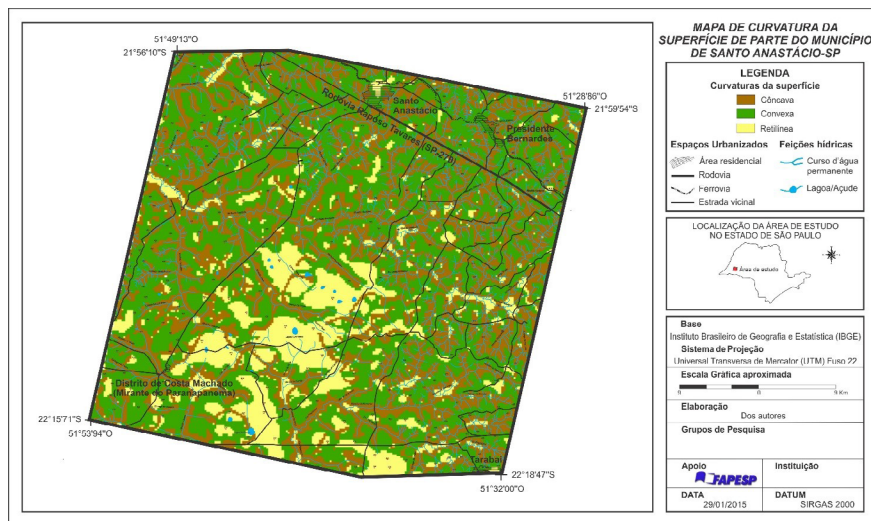 51°49'13"O
21°56'10"S
51°28'86"O
21°59'54"S
Santo
Anastácio
Rodovia Raposo Tavares (SP-270)
Presidente
Bernardes
Distrito de Costa Machado
(Mirante do Paranapanema)
22°15'71"S
51°53'94"O
Tarabai
22°18'47"S
51°32'00"O
MAPA DE CURVATURA DA
SUPERFÍCIE DE PARTE DO MUNICÍPIO
DE SANTO ANASTÁCIO-SP
LEGENDA
Curvaturas da superfície
Côncava
Convexa
Retilínea
Espaços Urbanizados
Feições hídricas
Área residencial
Curso d'água
permanente
Rodovia
Ferrovia
Lagoa/Açude
Estrada vicinal
LOCALIZAÇÃO DA ÁREA DE ESTUDO
NO ESTADO DE SÃO PAULO
Área de estudo
Base
Instituto Brasileiro de Geografia e Estatística (IBGE)
Sistema de Projeção
Universal Transversa de Mercator (UTM) Fuso 22
Escala Gráfica aproximada
Km
Elaboração
Dos autores
Grupos de Pesquisa
Apoio
Instituição
FAPESP
DATA
DATUM
29/01/2015
SIRGAS 2000